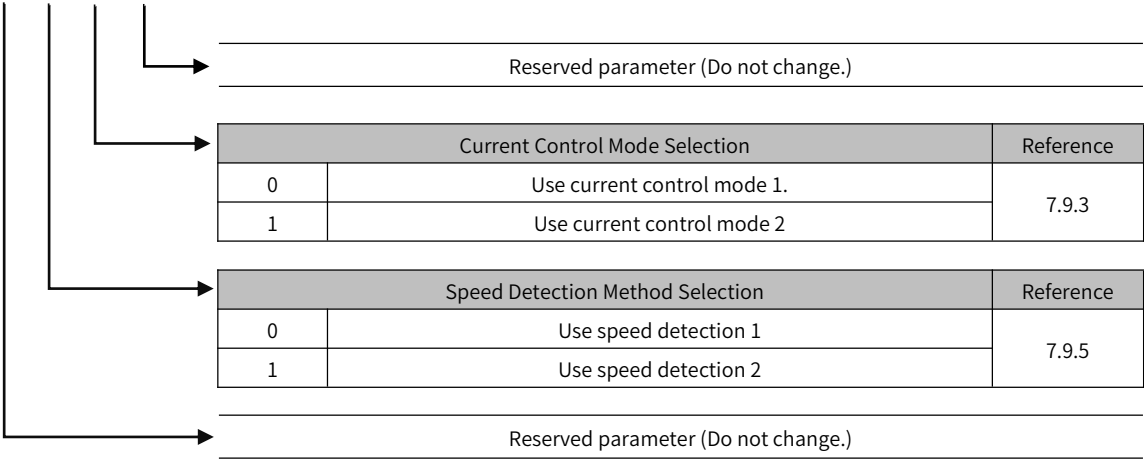 Reserved parameter (Do not change.)
Current Control Mode Selection Reference
0 Use current control mode 1. 7.9.3
1 Use current control mode 2
Speed Detection Method Selection Reference
0 Use speed detection 1 7.9.5
1 Use speed detection 2
Reserved parameter (Do not change.)